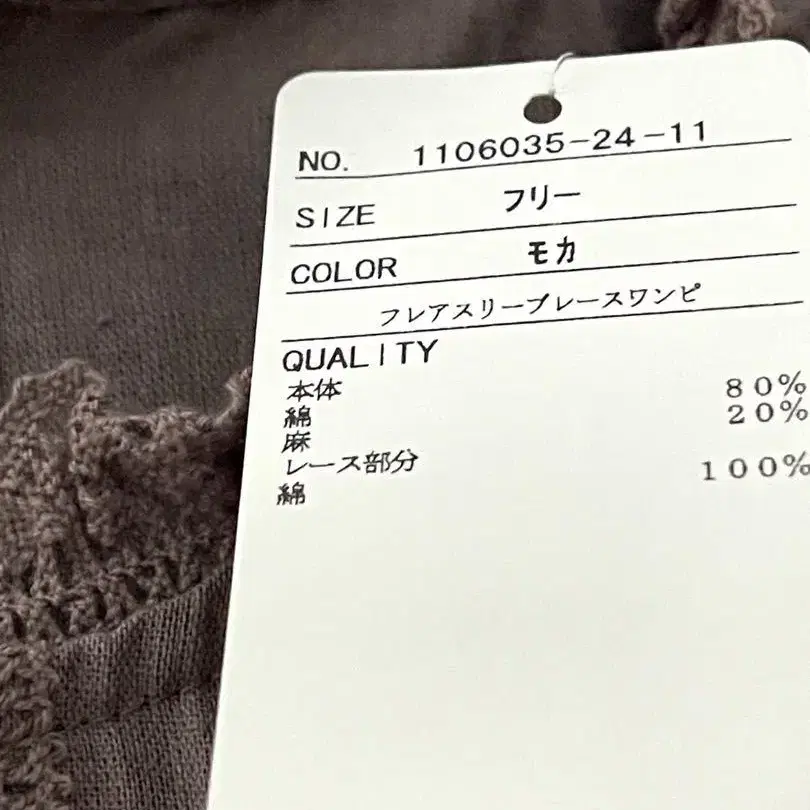 NO. 1106035-24-11
SIZE フリー
COLOR モカ
フレアスリーブレースワンピ
QUALITY
本体
綿 80%
麻 20%
レース部分
綿 100%